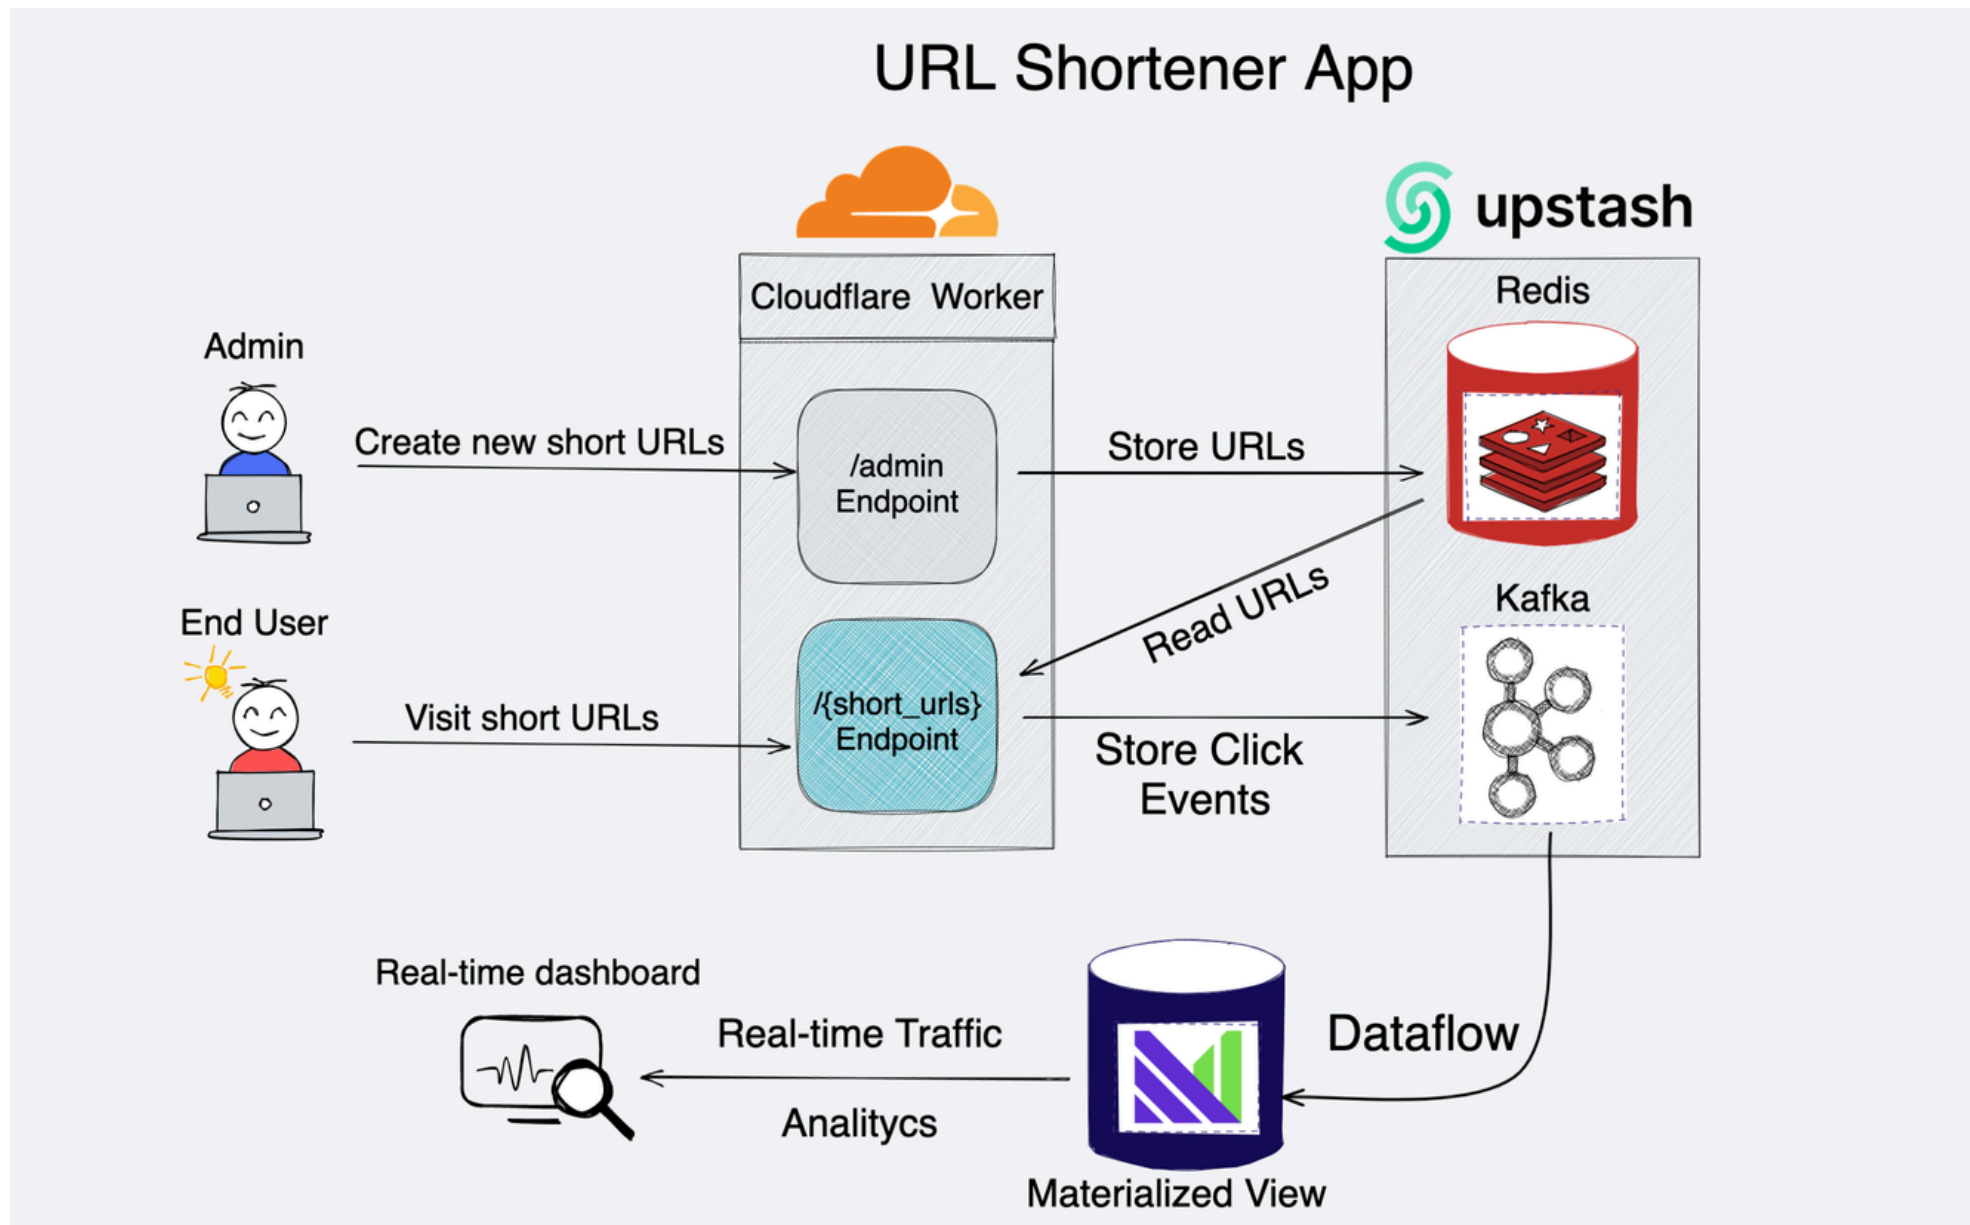 URL Shortener App
upstash
Cloudflare Worker
Redis
Admin
Create new short URLs
/admin
Endpoint
Store URLs
Read URLs
Kafka
End User
Visit short URLs
/{short_urls}
Endpoint
Store Click
Events
Real-time dashboard
Real-time Traffic
Analitycs
Dataflow
Materialized View